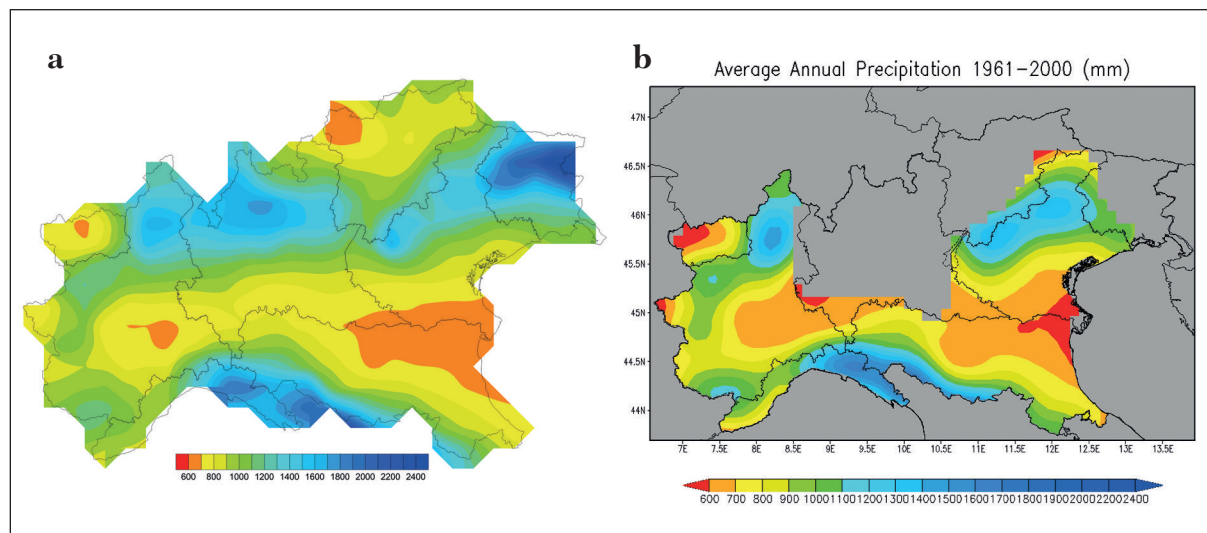 a
b
Average Annual Precipitation 1961-2000 (mm)
47N
46.5N
46N
45.5N
45N
44.5N
44N
7E 7.5E 8E 8.5E 9E 9.5E 10E 10.5E 11E 11.5E 12E 12.5E 13E 13.5E
600 800 1000 1200 1400 1600 1800 2000 2200 2400
600 700 800 900 1000 1100 1200 1300 1400 1500 1600 1700 1800 1900 2000 2200 2400